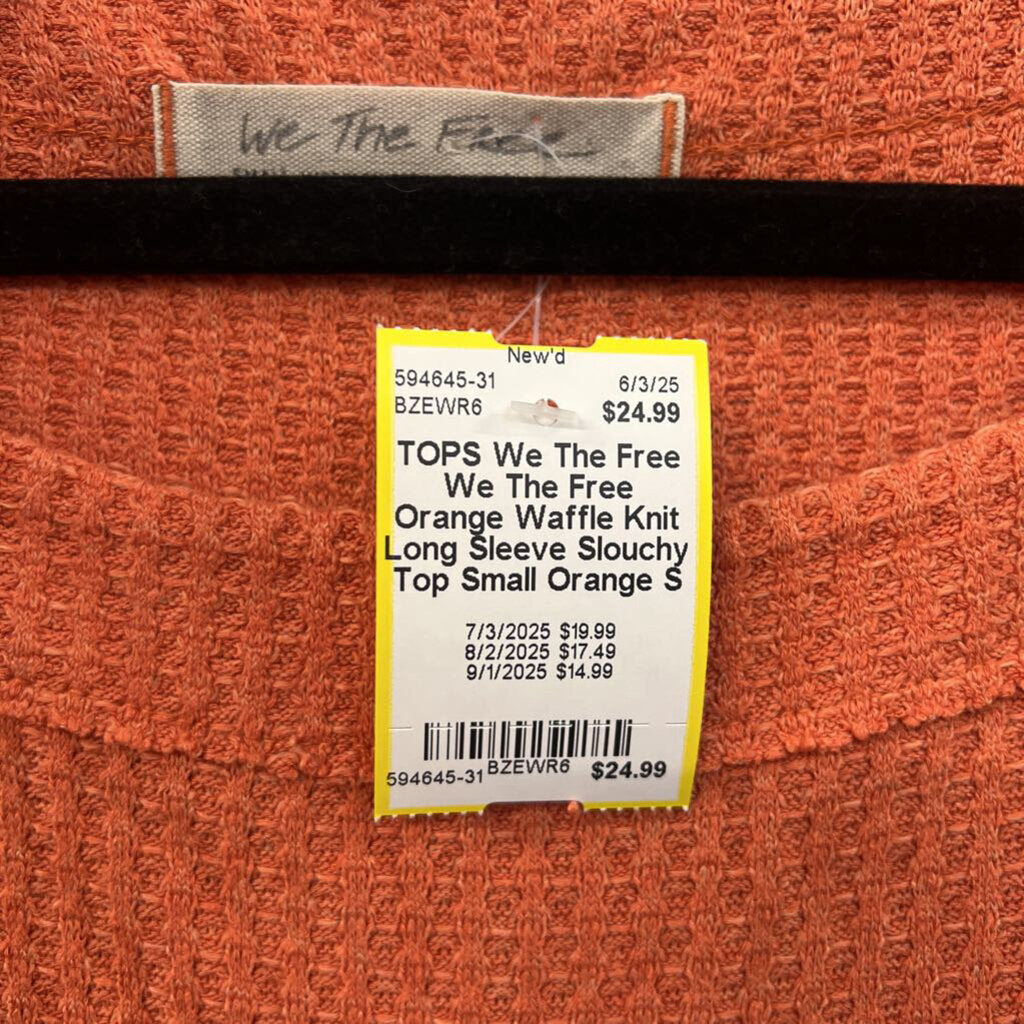 We The Free
New'd
594645-31 6/3/25
BZEWR6 $24.99
TOPS We The Free
We The Free
Orange Waffle Knit
Long Sleeve Slouchy
Top Small Orange S
7/3/2025 $19.99
8/2/2025 $17.49
9/1/2025 $14.99
594645-31 BZEWR6 $24.99